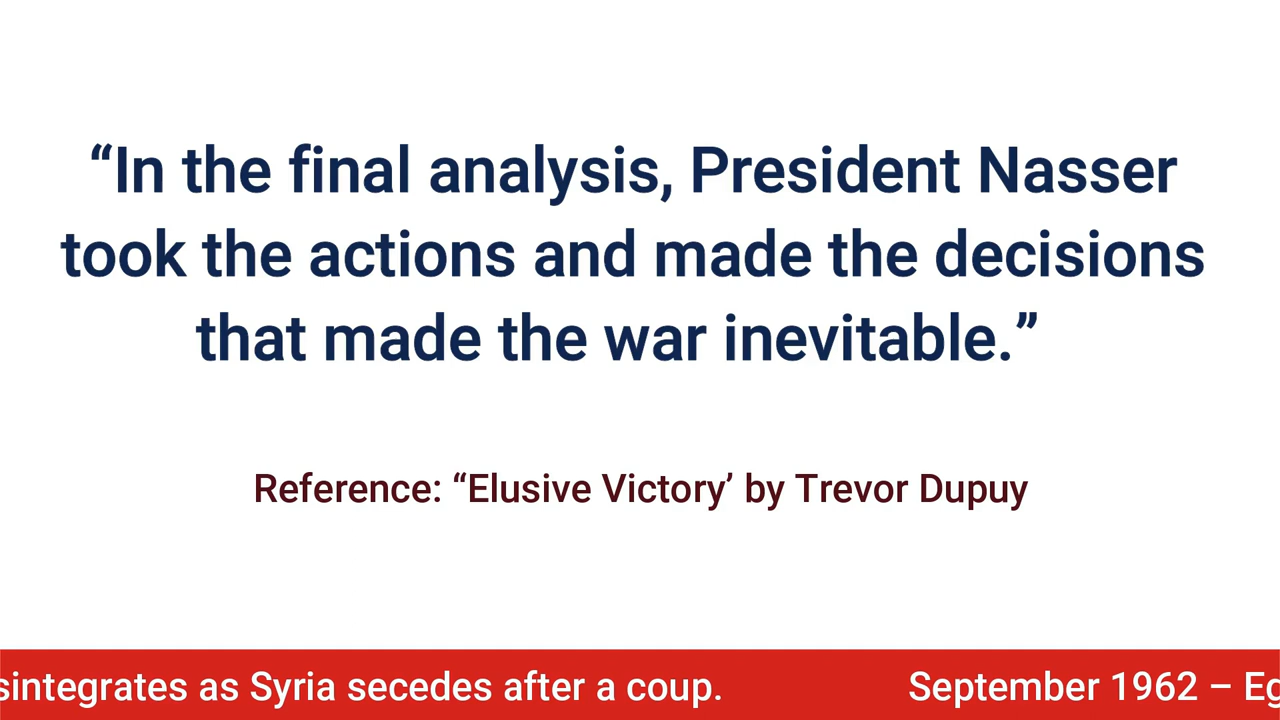 “In the final analysis, President Nasser
took the actions and made the decisions
that made the war inevitable.”
Reference: “Elusive Victory’ by Trevor Dupuy
sintegrates as Syria secedes after a coup. September 1962 – Eg